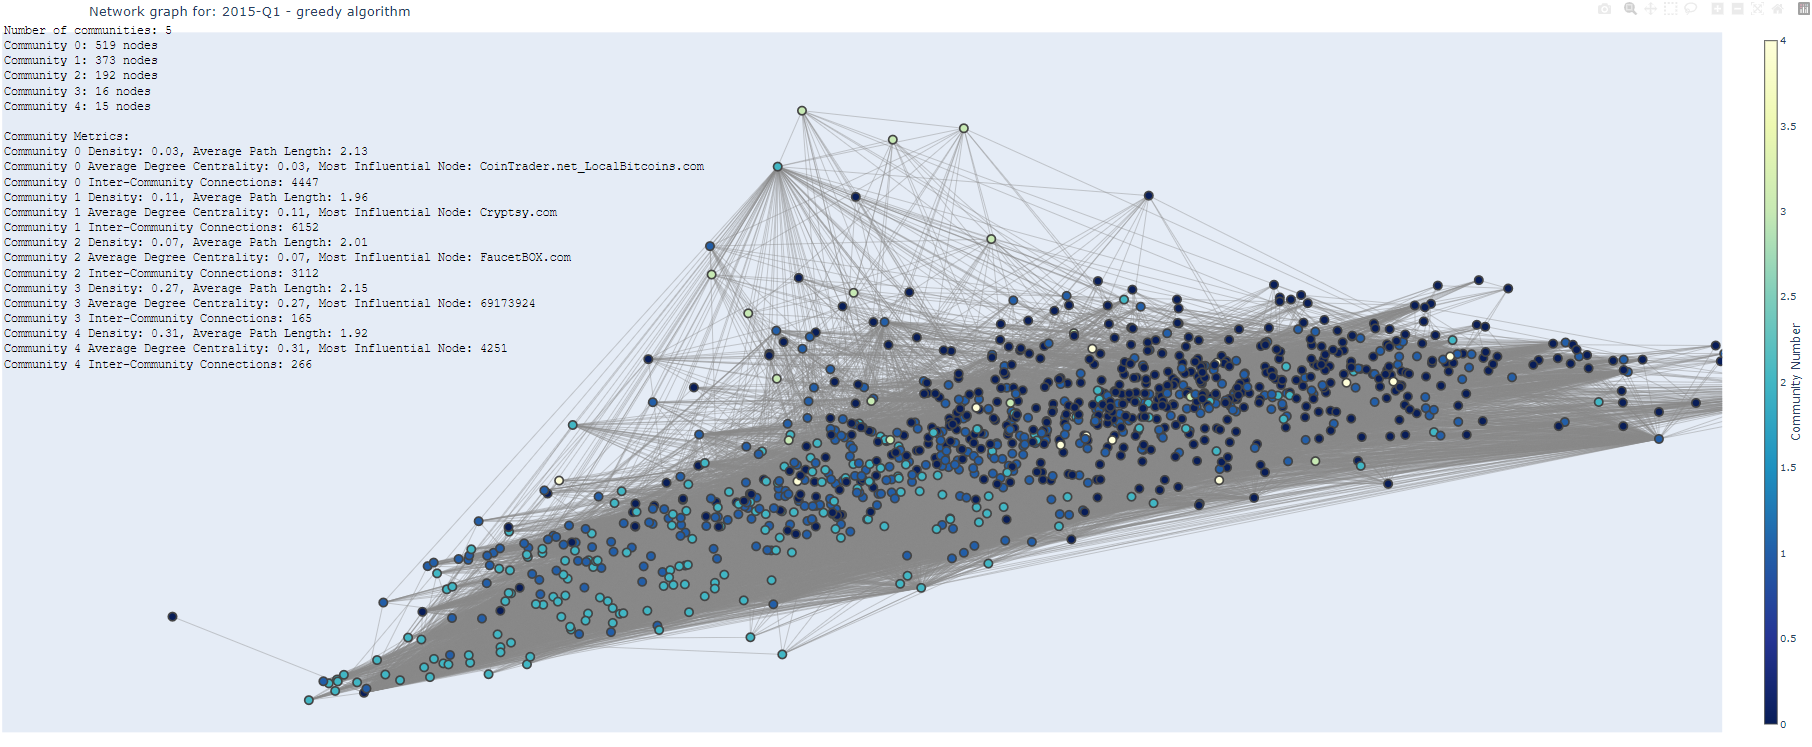 Network graph for: 2015-Q1 - greedy algorithm
Number of communities: 5
Community 0: 519 nodes
Community 1: 373 nodes
Community 2: 192 nodes
Community 3: 16 nodes
Community 4: 15 nodes
Community Metrics:
Community 0 Density: 0.03, Average Path Length: 2.13
Community 0 Average Degree Centrality: 0.03, Most Influential Node: CoinTrader.net_LocalBitcoins.com
Community 0 Inter-Community Connections: 4447
Community 1 Density: 0.11, Average Path Length: 1.96
Community 1 Average Degree Centrality: 0.11, Most Influential Node: Cryptsy.com
Community 1 Inter-Community Connections: 6152
Community 2 Density: 0.07, Average Path Length: 2.01
Community 2 Average Degree Centrality: 0.07, Most Influential Node: FaucetBOX.com
Community 2 Inter-Community Connections: 3112
Community 3 Density: 0.27, Average Path Length: 2.15
Community 3 Average Degree Centrality: 0.27, Most Influential Node: 69173924
Community 3 Inter-Community Connections: 165
Community 4 Density: 0.31, Average Path Length: 1.92
Community 4 Average Degree Centrality: 0.31, Most Influential Node: 4251
Community 4 Inter-Community Connections: 266
4
3.5
3
2.5
2
1.5
1
0.5
0
Community Number